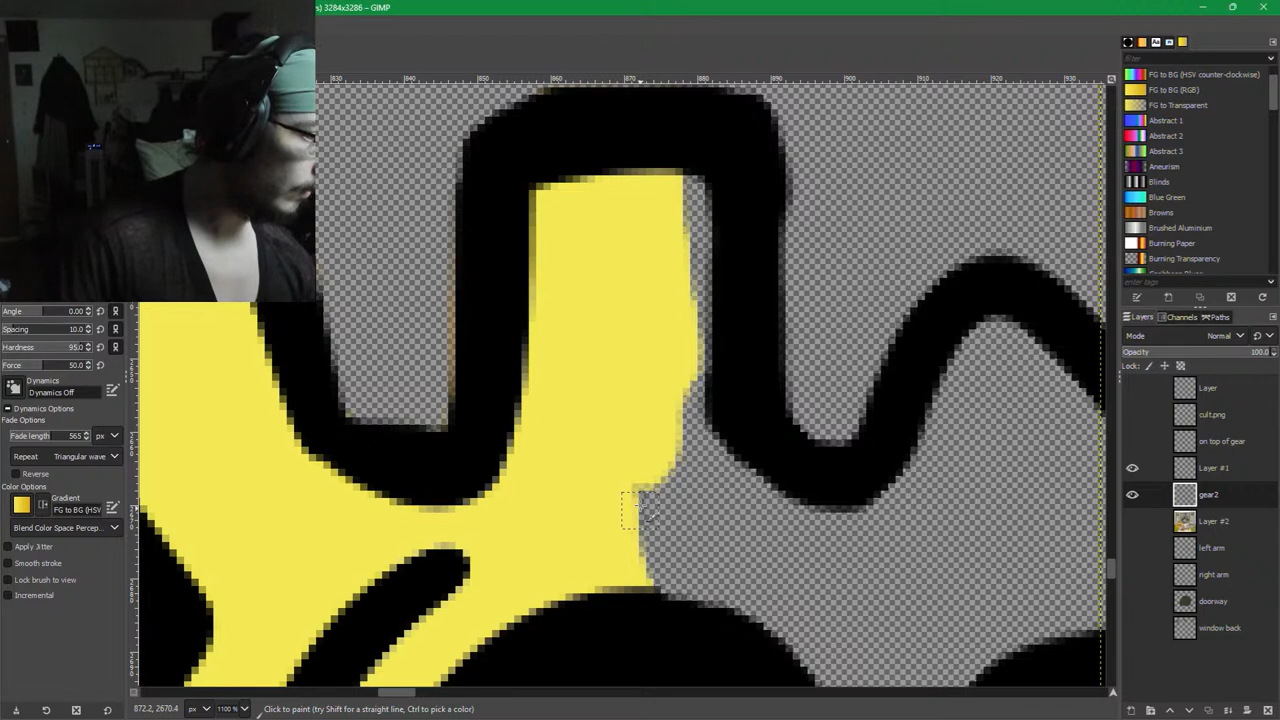 s) 3284x3286 – GIMP
830 840 850 860 870 880 890 900 910 920 930
filter
FG to BG (HSV counter-clockwise)
FG to BG (RGB)
FG to Transparent
Abstract 1
Abstract 2
Abstract 3
Aneurism
Blinds
Blue Green
Browns
Brushed Aluminium
Burning Paper
Burning Transparency
enter tags
Layers Channels Paths
Mode Normal
Opacity 100.0
Lock:
Layer
cult.png
on top of gear
Layer #1
gear2
Layer #2
left arm
right arm
doorway
window back
Angle 0.00
Spacing 10.0
Hardness 95.0
Force 50.0
Dynamics
Dynamics Off
Dynamics Options
Fade Options
Fade length 565 px
Repeat Triangular wave
Reverse
Color Options
Gradient
FG to BG (HSV
Blend Color Space Percep...
Apply Jitter
Smooth stroke
Lock brush to view
Incremental
872.2, 2670.4 px 1100 % Click to paint (try Shift for a straight line, Ctrl to pick a color)